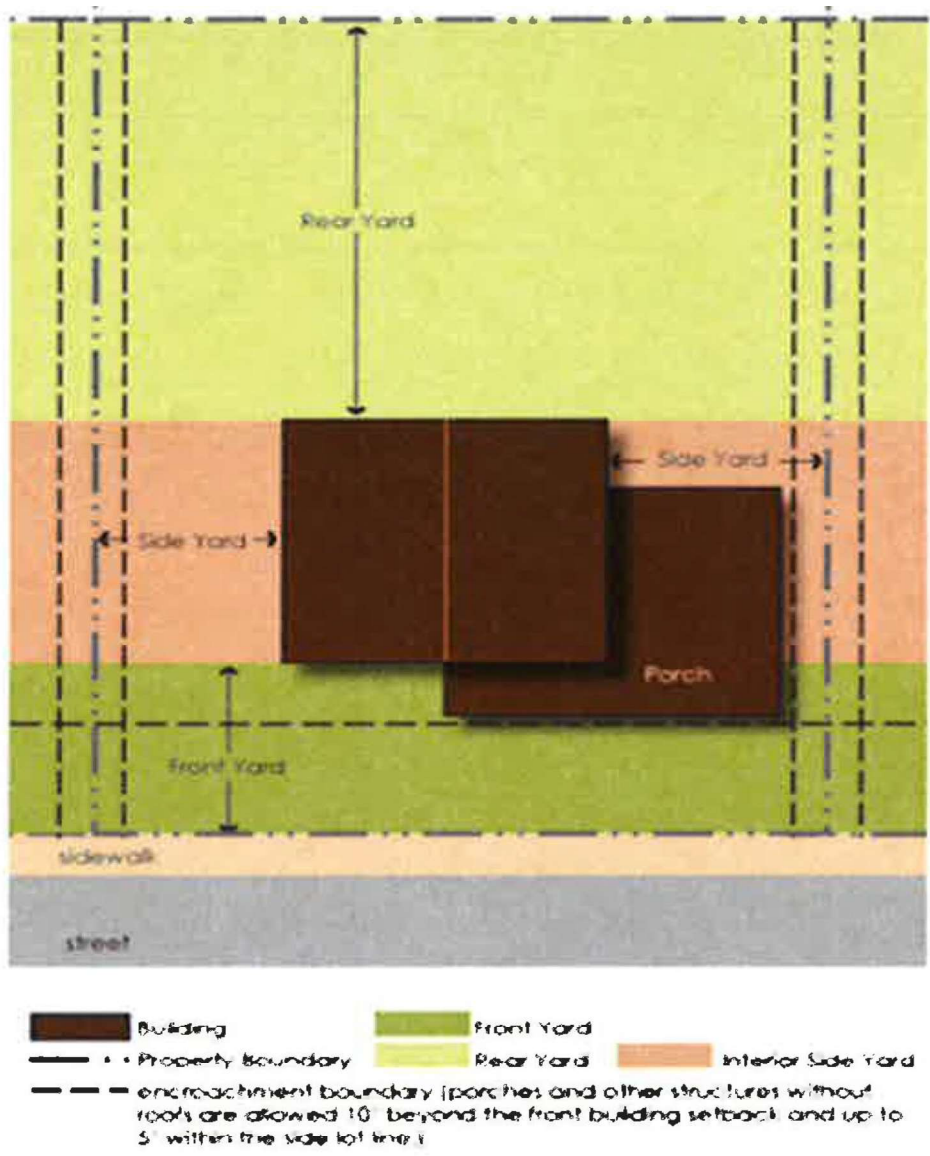 Rear Yard
Side Yard
Side Yard
Porch
Front Yard
sidewalk
street
Building
Front Yard
Property Boundary
Rear Yard
Interior Side Yard
encroachment boundary (porches and other structures without
roofs are allowed 10' beyond the front building setback and up to
5' within the side lot line)